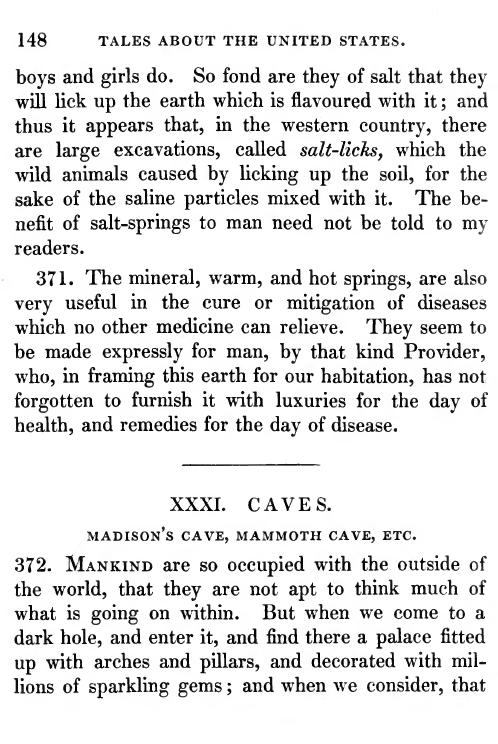 148 TALES ABOUT THE UNITED STATES.
boys and girls do. So fond are they of salt that they
will lick up the earth which is flavoured with it; and
thus it appears that, in the western country, there
are large excavations, called salt-licks, which the
wild animals caused by licking up the soil, for the
sake of the saline particles mixed with it. The be-
nefit of salt-springs to man need not be told to my
readers.
371. The mineral, warm, and hot springs, are also
very useful in the cure or mitigation of diseases
which no other medicine can relieve. They seem to
be made expressly for man, by that kind Provider,
who, in framing this earth for our habitation, has not
forgotten to furnish it with luxuries for the day of
health, and remedies for the day of disease.
XXXI. CAVES.
MADISON'S CAVE, MAMMOTH CAVE, ETC.
372. MANKIND are so occupied with the outside of
the world, that they are not apt to think much of
what is going on within. But when we come to a
dark hole, and enter it, and find there a palace fitted
up with arches and pillars, and decorated with mil-
lions of sparkling gems; and when we consider, that